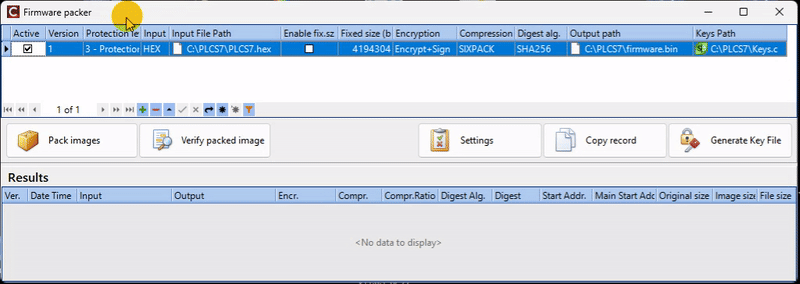 Firmware packer
Active Version Protection le Input Input File Path Enable fix.sz Fixed size (b Encryption Compression Digest alg. Output path Keys Path
1 3 - Protection HEX C:\PLCS7\PLCS7.hex 4194304 Encrypt+Sign SIXPACK SHA256 C:\PLCS7\firmware.bin C:\PLCS7\Keys.c
1 of 1
Pack images Verify packed image Settings Copy record Generate Key File
Results
Ver. Date Time Input Output Encr. Compr. Compr.Ratio Digest Alg. Digest Start Addr. Main Start Adc Original size Image size File size
<No data to display>